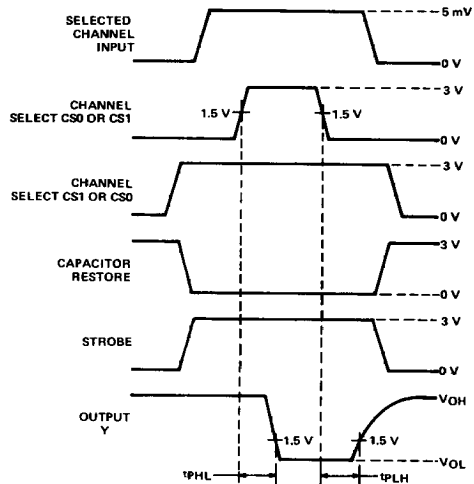 SELECTED
CHANNEL
INPUT
5 mV
0 V
CHANNEL
SELECT CS0 OR CS1
1.5 V
1.5 V
3 V
0 V
CHANNEL
SELECT CS1 OR CS0
3 V
0 V
CAPACITOR
RESTORE
3 V
0 V
STROBE
3 V
0 V
OUTPUT
Y
1.5 V
1.5 V
VOH
VOL
tPHL
tPLH